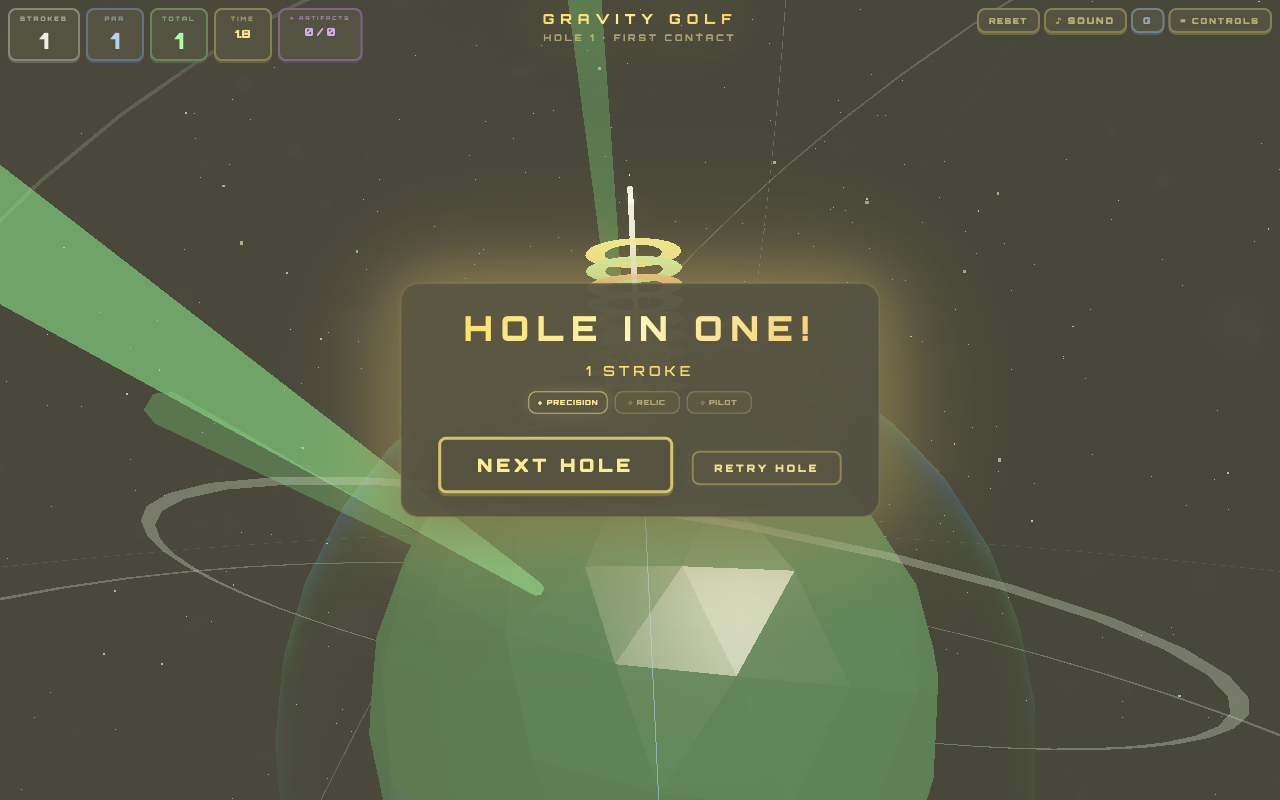 STROKES
1
PAR
1
TOTAL
1
TIME
1.8
✦ ARTIFACTS
0/0
GRAVITY GOLF
HOLE 1 · FIRST CONTACT
RESET
♪ SOUND
G
≡ CONTROLS
HOLE IN ONE!
1 STROKE
◆ PRECISION
◇ RELIC
◇ PILOT
NEXT HOLE
RETRY HOLE